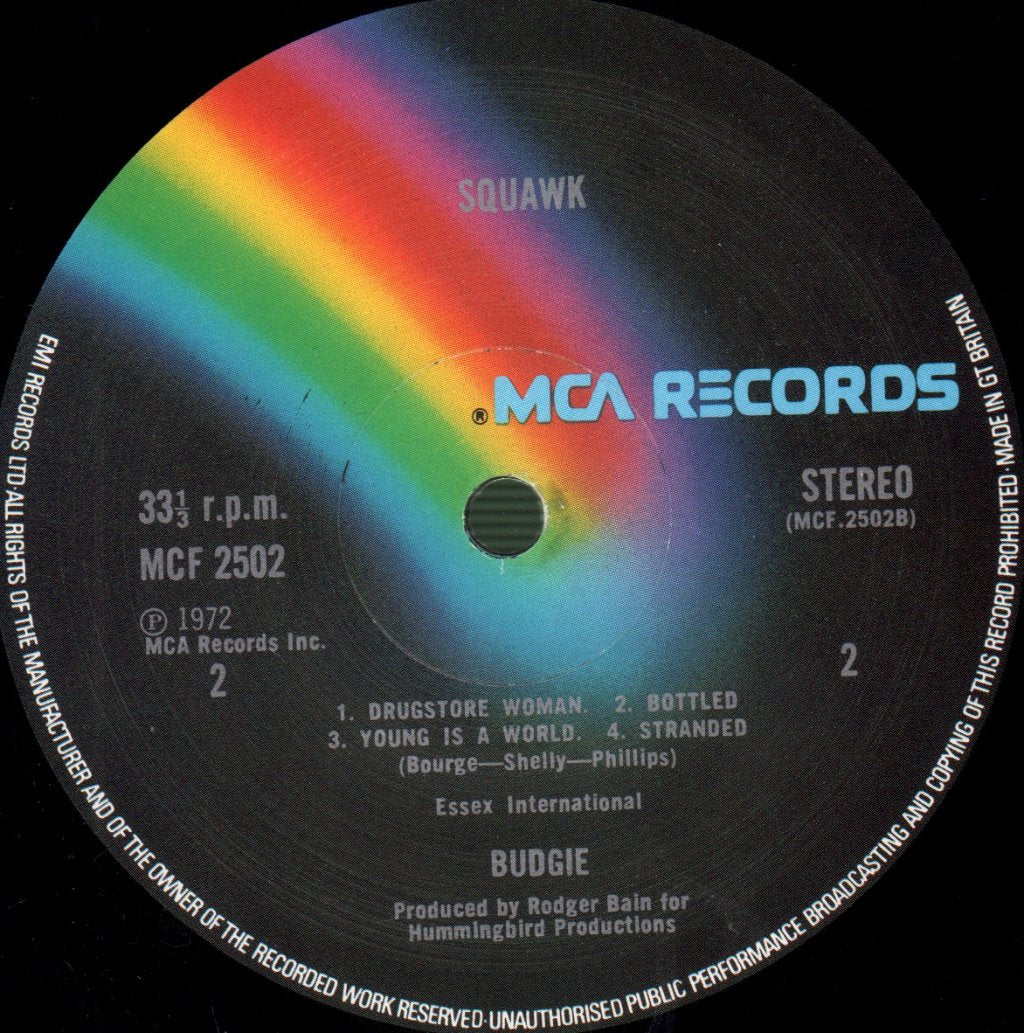 SQUAWK
® MCA RECORDS
33⅓ r.p.m.
MCF 2502
℗ 1972
MCA Records Inc.
2
STEREO
(MCF.2502B)
2
1. DRUGSTORE WOMAN. 2. BOTTLED
3. YOUNG IS A WORLD. 4. STRANDED
(Bourge—Shelly—Phillips)
Essex International
BUDGIE
Produced by Rodger Bain for
Hummingbird Productions
EMI RECORDS LTD·ALL RIGHTS OF THE MANUFACTURER AND OF THE OWNER OF THE RECORDED WORK RESERVED·UNAUTHORISED PUBLIC PERFORMANCE BROADCASTING AND COPYING OF THIS RECORD PROHIBITED·MADE IN GT BRITAIN